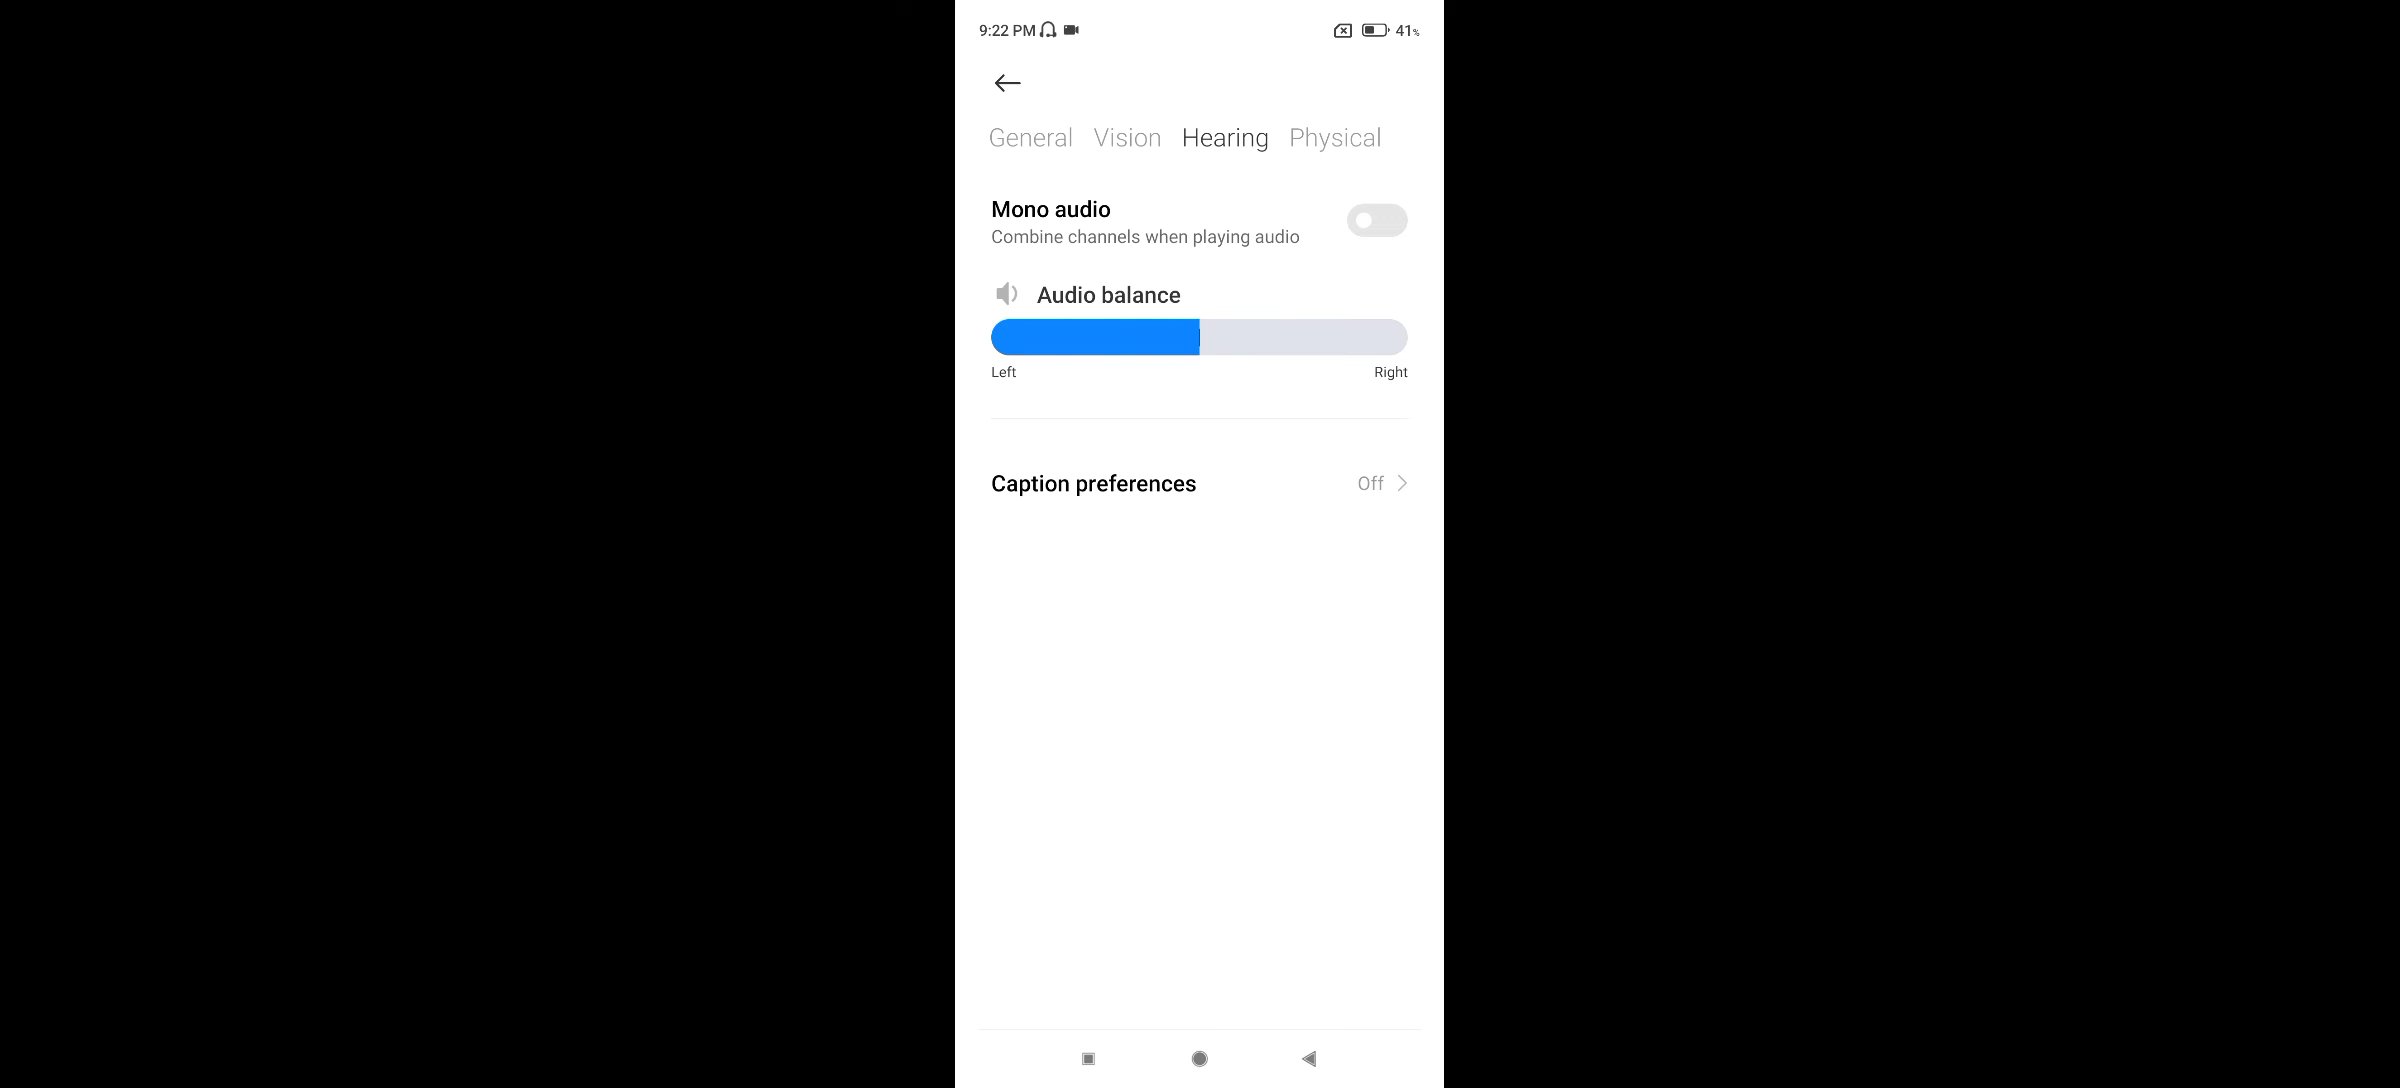 9:22 PM 41%
General Vision Hearing Physical
Mono audio
Combine channels when playing audio
Audio balance
Left Right
Caption preferences Off